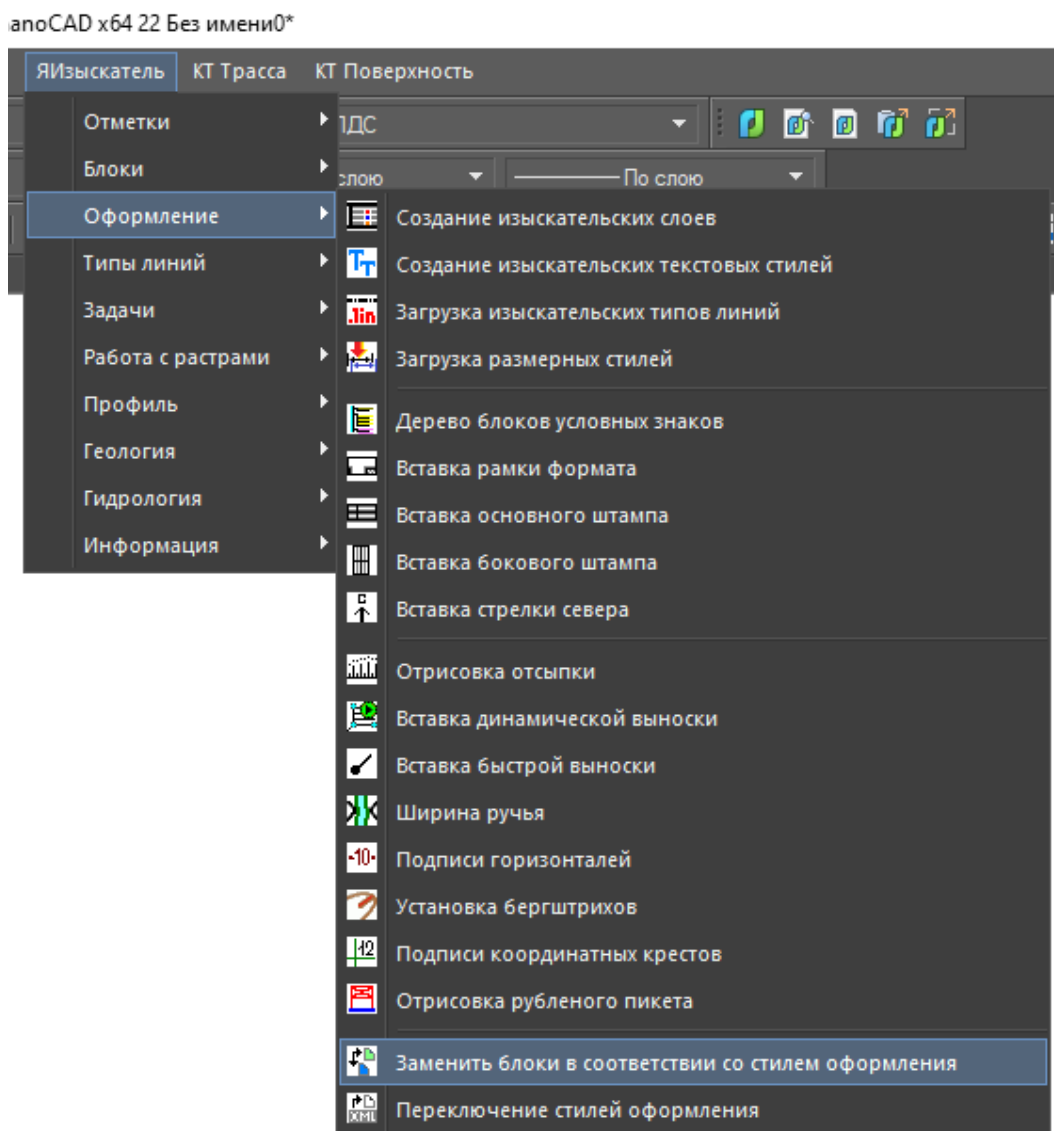 anoCAD x64 22 Без имени0*
ЯИзыскатель КТ Трасса КТ Поверхность
Отметки
ПДС
Блоки
слою По слою
Оформление
Типы линий
Задачи
Работа с растрами
Профиль
Геология
Гидрология
Информация
Создание изыскательских слоев
Создание изыскательских текстовых стилей
.lin Загрузка изыскательских типов линий
Загрузка размерных стилей
Дерево блоков условных знаков
Вставка рамки формата
Вставка основного штампа
Вставка бокового штампа
С Вставка стрелки севера
Отрисовка отсыпки
Вставка динамической выноски
Вставка быстрой выноски
Ширина ручья
-10- Подписи горизонталей
Установка бергштрихов
12 Подписи координатных крестов
Отрисовка рубленого пикета
Заменить блоки в соответствии со стилем оформления
XML Переключение стилей оформления